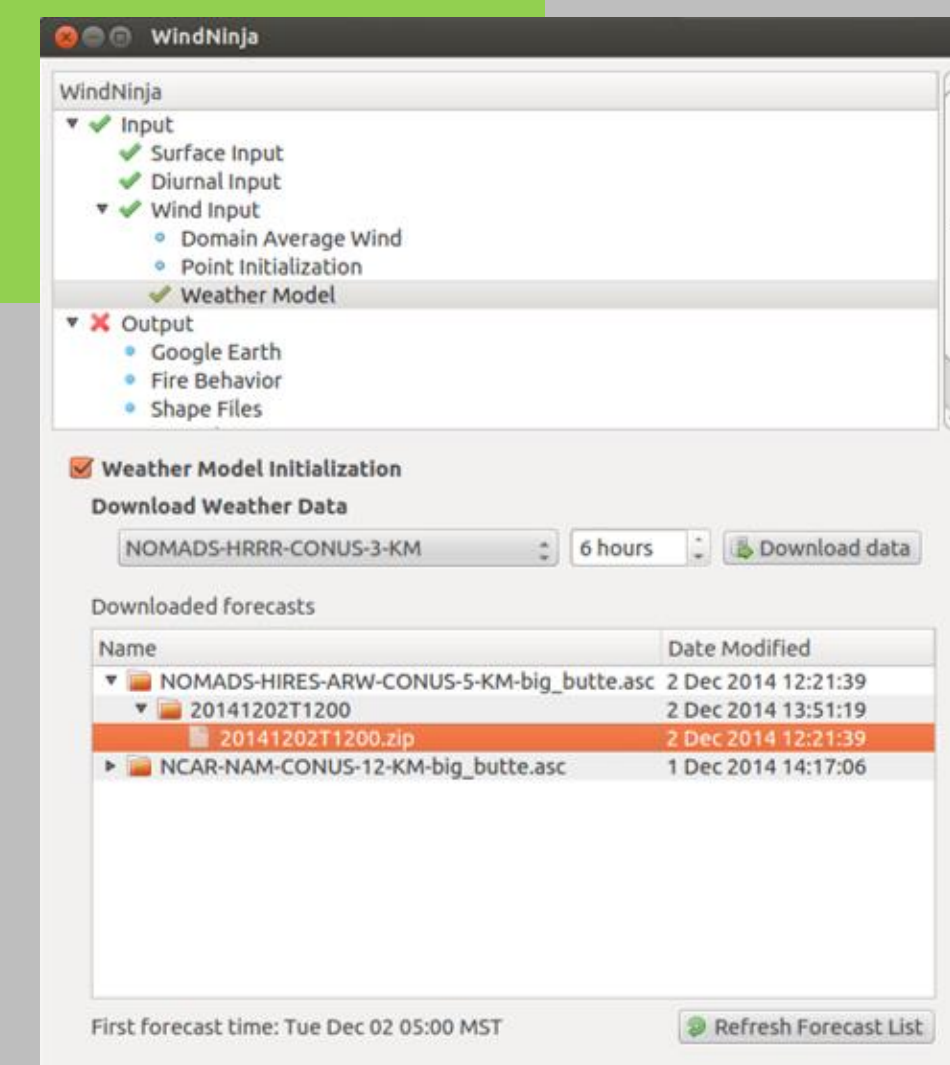 WindNinja
WindNinja
Input
Surface Input
Diurnal Input
Wind Input
Domain Average Wind
Point Initialization
Weather Model
Output
Google Earth
Fire Behavior
Shape Files
Weather Model Initialization
Download Weather Data
NOMADS-HRRR-CONUS-3-KM 6 hours Download data
Downloaded forecasts
Name Date Modified
NOMADS-HIRES-ARW-CONUS-5-KM-big_butte.asc 2 Dec 2014 12:21:39
20141202T1200 2 Dec 2014 13:51:19
20141202T1200.zip 2 Dec 2014 12:21:39
NCAR-NAM-CONUS-12-KM-big_butte.asc 1 Dec 2014 14:17:06
First forecast time: Tue Dec 02 05:00 MST Refresh Forecast List